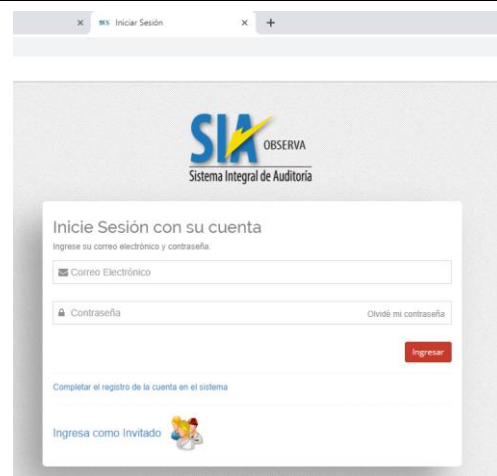 Iniciar Sesión
SIA OBSERVA
Sistema Integral de Auditoría
Inicie Sesión con su cuenta
Ingrese su correo electrónico y contraseña.
Correo Electrónico
Contraseña Olvidé mi contraseña
Ingresar
Completar el registro de la cuenta en el sistema
Ingresa como Invitado